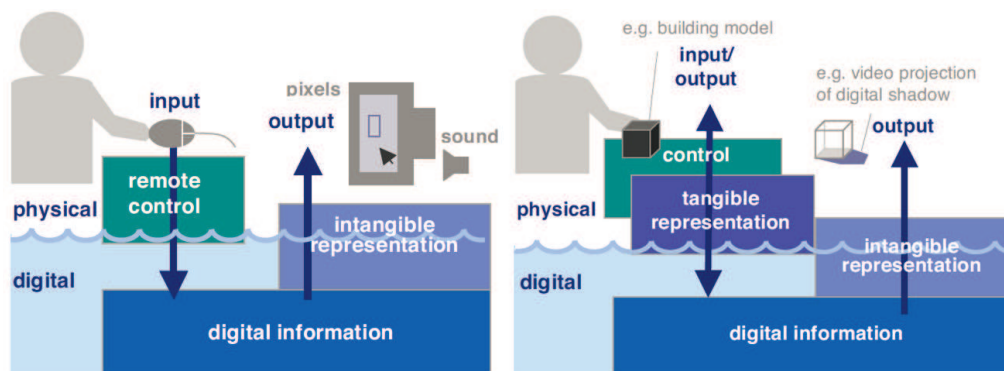 input
pixels
output
sound
remote
control
physical
intangible
representation
digital
digital information
e.g. building model
input/
output
e.g. video projection
of digital shadow
output
control
tangible
representation
physical
intangible
representation
digital
digital information